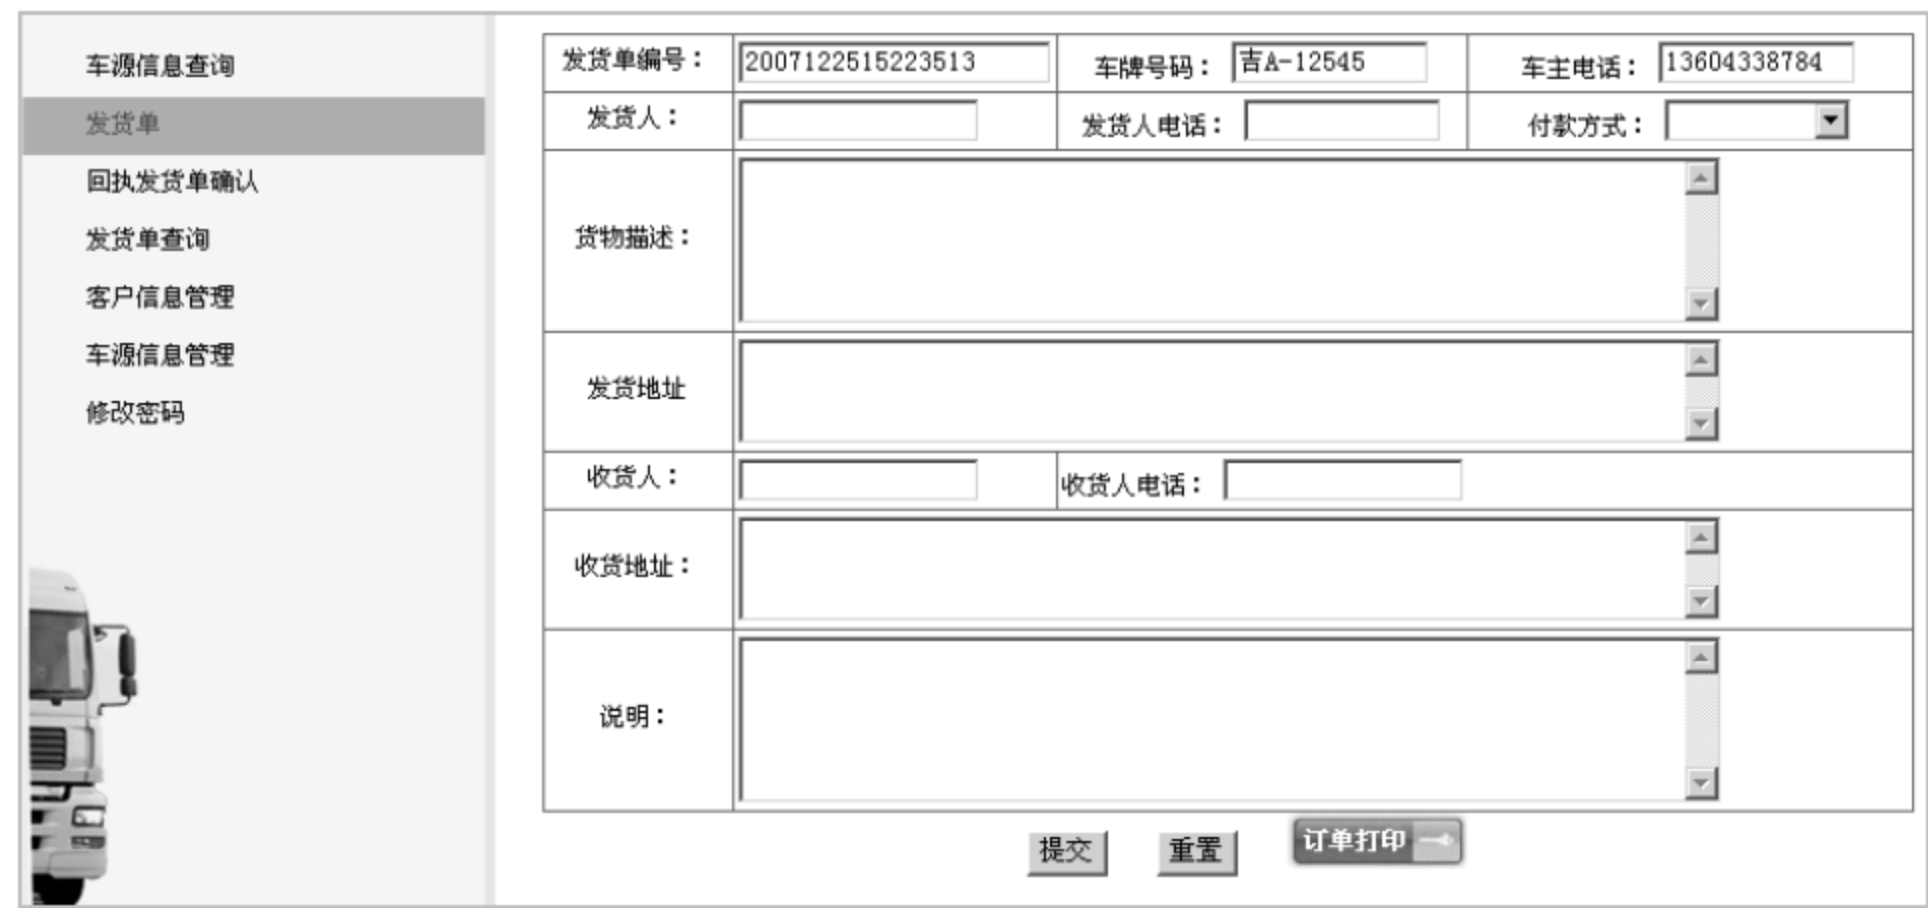 车源信息查询
发货单
回执发货单确认
发货单查询
客户信息管理
车源信息管理
修改密码
发货单编号： 2007122515223513 车牌号码： 吉A-12545 车主电话： 13604338784
发货人： 发货人电话： 付款方式：
货物描述：
发货地址
收货人： 收货人电话：
收货地址：
说明：
提交 重置 订单打印